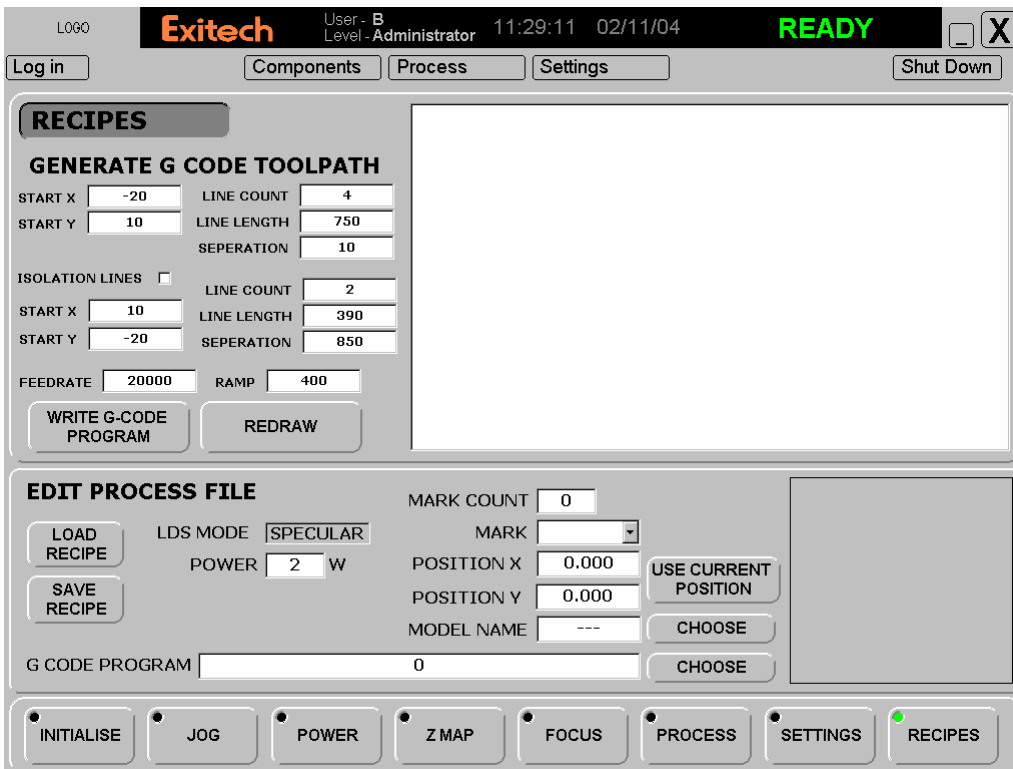 LOGO
Exitech
User - B
Level - Administrator
11:29:11 02/11/04
READY
_ X
Log in
Components
Process
Settings
Shut Down
RECIPES
GENERATE G CODE TOOLPATH
START X -20 LINE COUNT 4
START Y 10 LINE LENGTH 750
SEPERATION 10
ISOLATION LINES
LINE COUNT 2
START X 10 LINE LENGTH 390
START Y -20 SEPERATION 850
FEEDRATE 20000 RAMP 400
WRITE G-CODE
PROGRAM
REDRAW
EDIT PROCESS FILE
LOAD
RECIPE
SAVE
RECIPE
LDS MODE SPECULAR
POWER 2 W
MARK COUNT 0
MARK
POSITION X 0.000
POSITION Y 0.000
USE CURRENT
POSITION
MODEL NAME --- CHOOSE
G CODE PROGRAM 0 CHOOSE
INITIALISE
JOG
POWER
Z MAP
FOCUS
PROCESS
SETTINGS
RECIPES